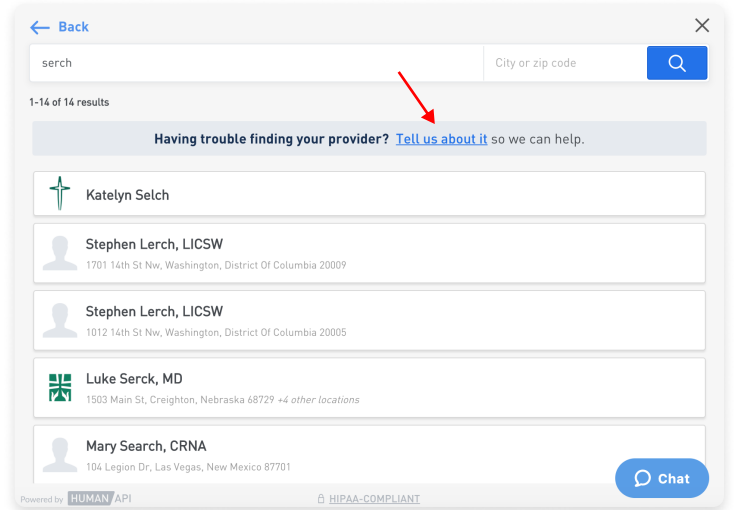 Back
serch
City or zip code
1-14 of 14 results
Having trouble finding your provider? Tell us about it so we can help.
Katelyn Selch
Stephen Lerch, LICSW
1701 14th St Nw, Washington, District Of Columbia 20009
Stephen Lerch, LICSW
1012 14th St Nw, Washington, District Of Columbia 20005
Luke Serck, MD
1503 Main St, Creighton, Nebraska 68729 +4 other locations
Mary Search, CRNA
104 Legion Dr, Las Vegas, New Mexico 87701
Chat
Powered by HUMAN API
HIPAA-COMPLIANT